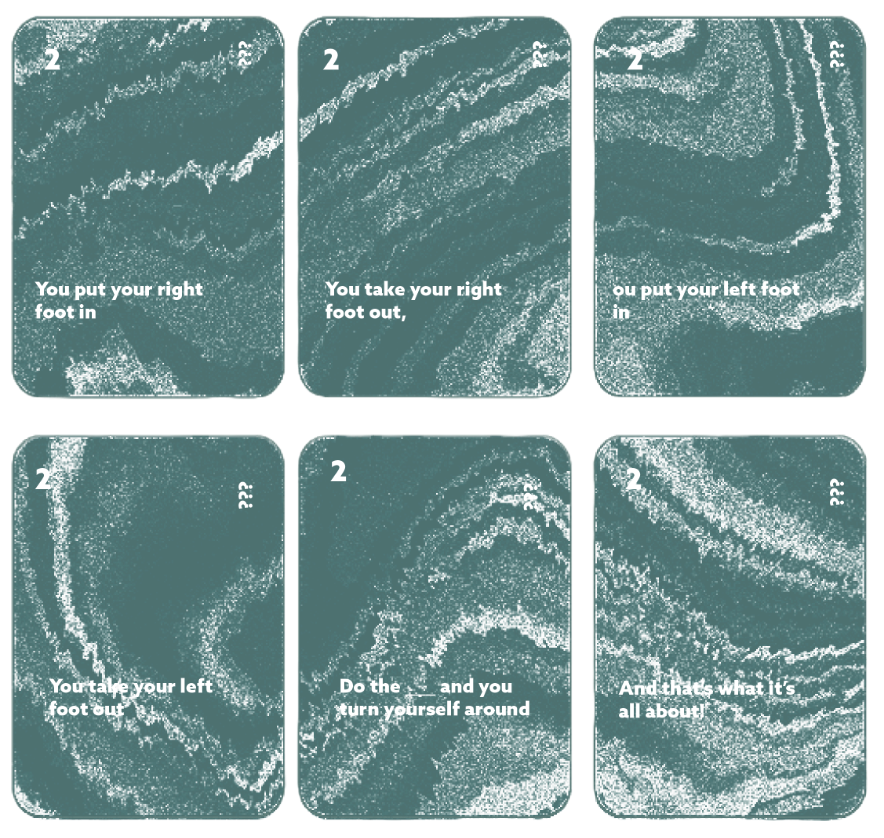 2
???
You put your right
foot in
2
???
You take your right
foot out,
2
???
ou put your left foot
in
2
???
You take your left
foot out
2
???
Do the ___ and you
turn yourself around
2
???
And that's what it's
all about!